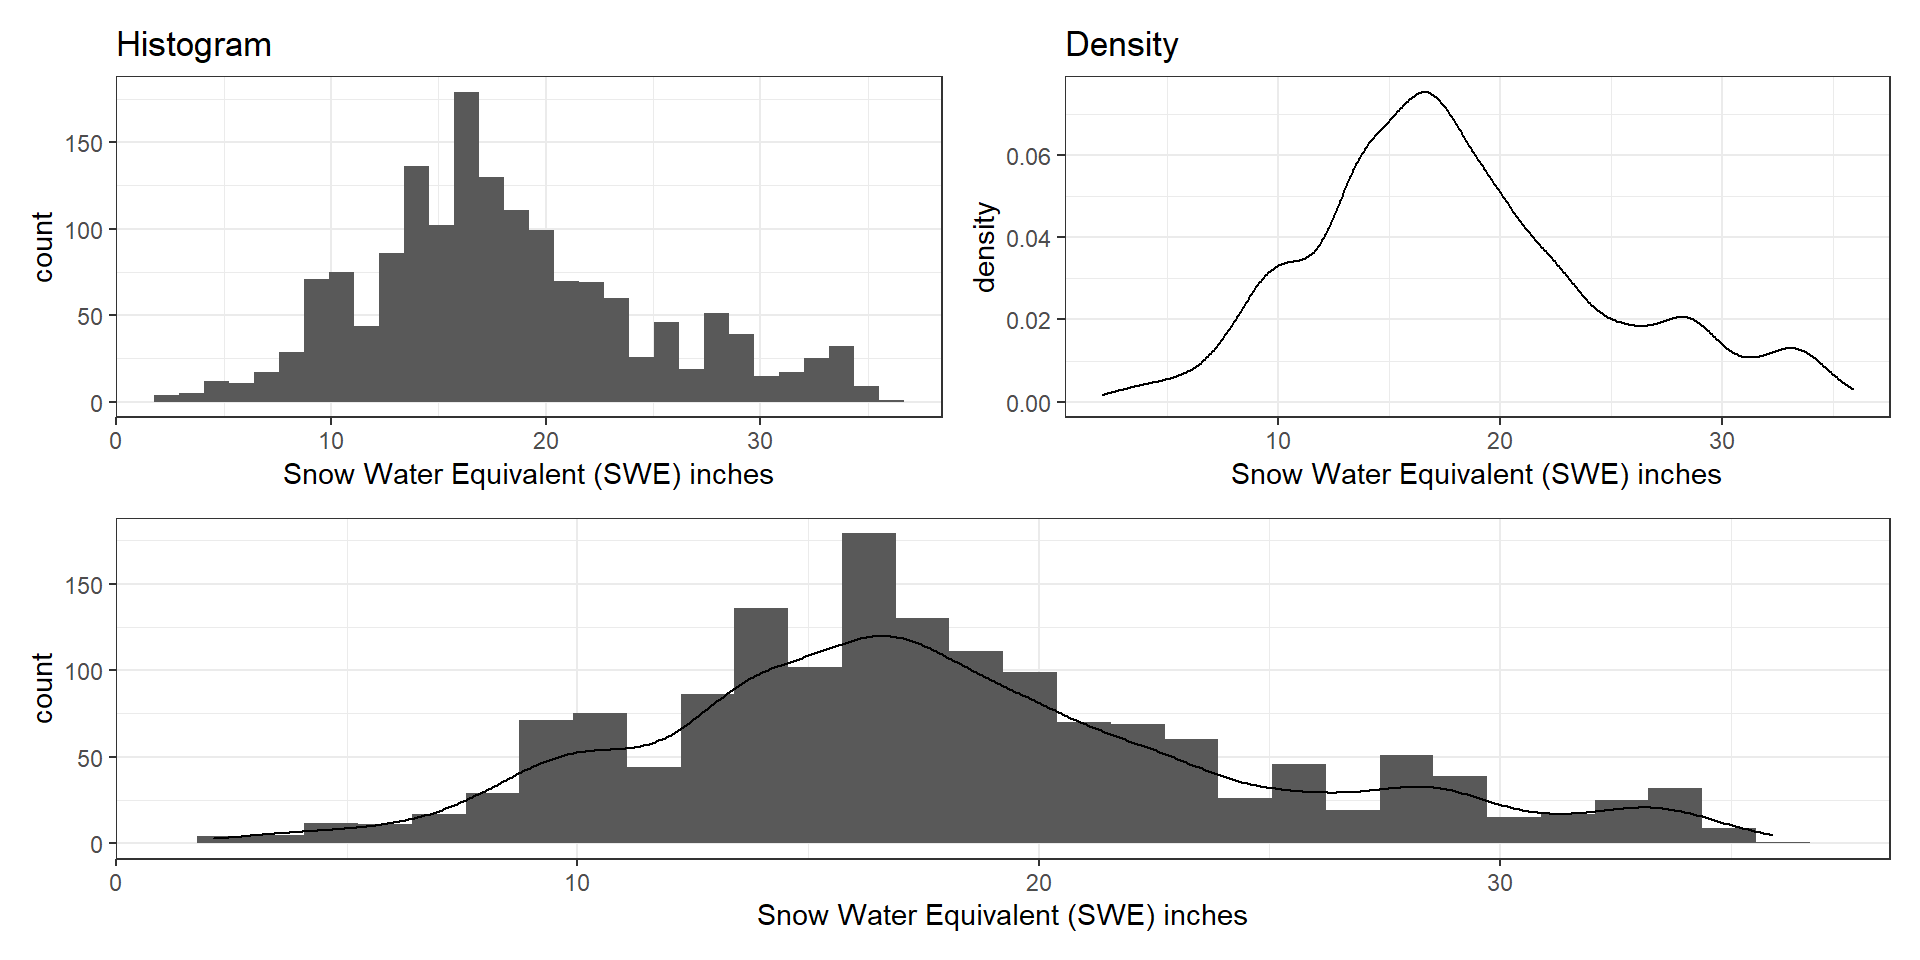 Histogram
count
150
100
50
0
0 10 20 30
Snow Water Equivalent (SWE) inches
Density
density
0.06
0.04
0.02
0.00
10 20 30
Snow Water Equivalent (SWE) inches
count
150
100
50
0
0 10 20 30
Snow Water Equivalent (SWE) inches